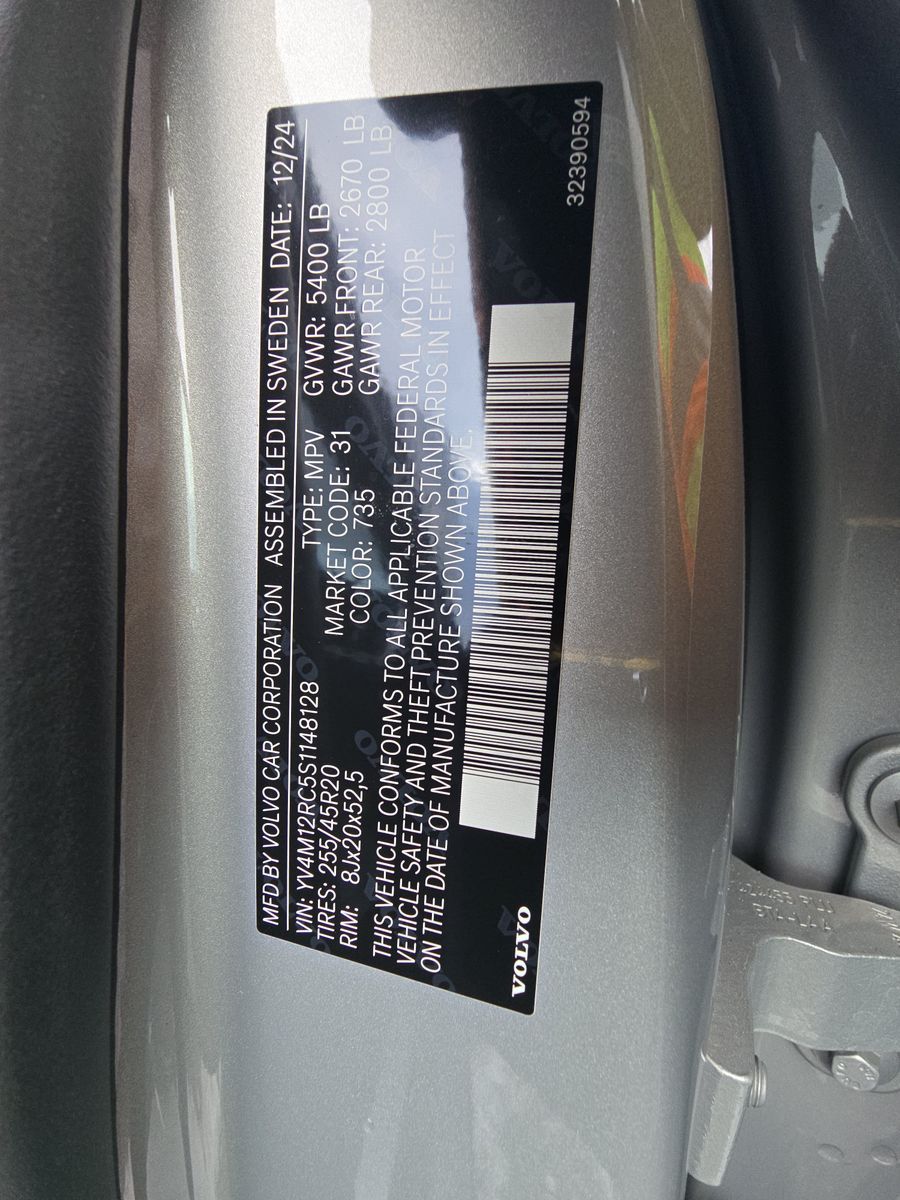 MFD BY VOLVO CAR CORPORATION ASSEMBLED IN SWEDEN DATE: 12/24
VIN: YV4M12RC5S1148128 TYPE: MPV GVWR: 5400 LB
TIRES: 255/45R20 MARKET CODE: 31 GAWR FRONT: 2670 LB
RIM: 8Jx20x52,5 COLOR: 735 GAWR REAR: 2800 LB
THIS VEHICLE CONFORMS TO ALL APPLICABLE FEDERAL MOTOR
VEHICLE SAFETY AND THEFT PREVENTION STANDARDS IN EFFECT
ON THE DATE OF MANUFACTURE SHOWN ABOVE.
VOLVO
32390594